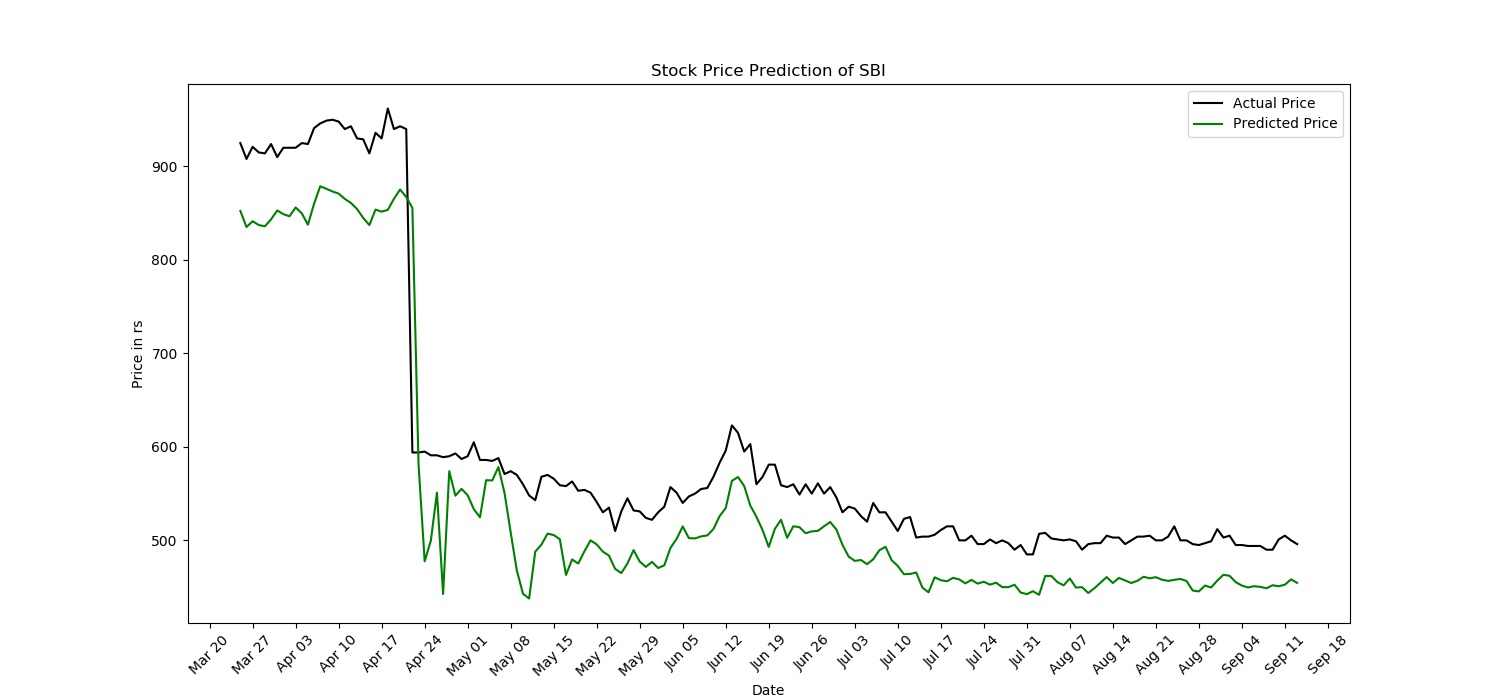 Stock Price Prediction of SBI
Actual Price
Predicted Price
900
800
700
600
500
Price in rs
Mar 20
Mar 27
Apr 03
Apr 10
Apr 17
Apr 24
May 01
May 08
May 15
May 22
May 29
Jun 05
Jun 12
Jun 19
Jun 26
Jul 03
Jul 10
Jul 17
Jul 24
Jul 31
Aug 07
Aug 14
Aug 21
Aug 28
Sep 04
Sep 11
Sep 18
Date